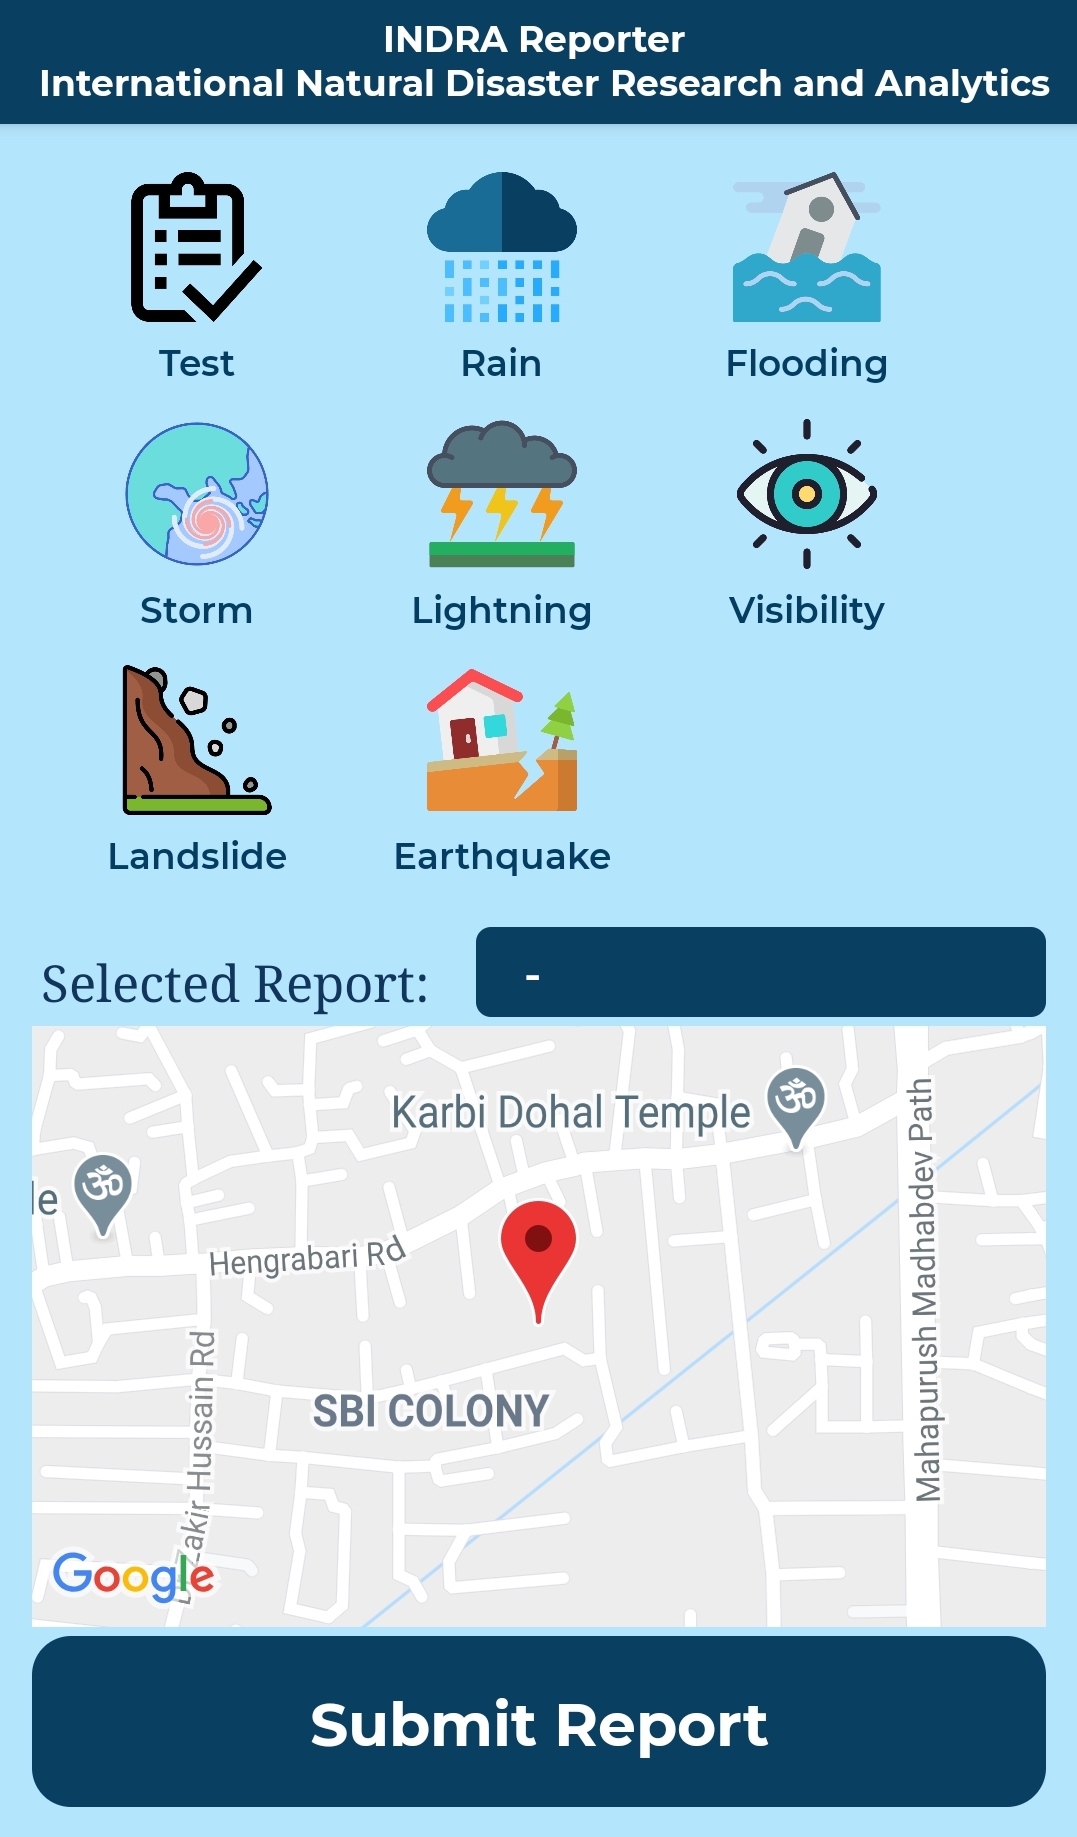 INDRA Reporter
International Natural Disaster Research and Analytics
Test
Rain
Flooding
Storm
Lightning
Visibility
Landslide
Earthquake
Selected Report:
-
Karbi Dohal Temple
ॐ
ॐ
le
Hengrabari Rd
Mahapurush Madhabdev Path
SBI COLONY
Hussain Rd
Google
Submit Report